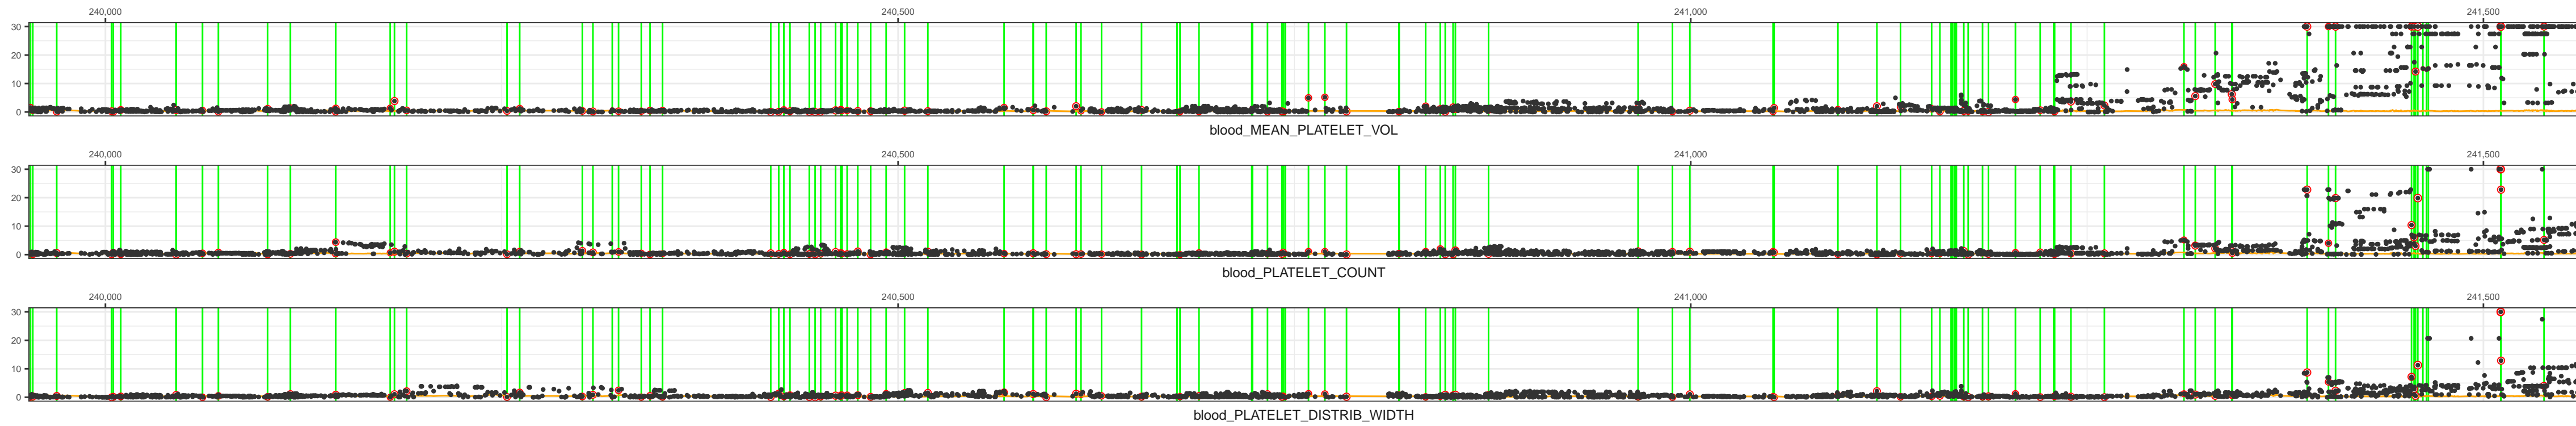 240,000 240,500 241,000 241,500
30
20
10
0
blood_MEAN_PLATELET_VOL
240,000 240,500 241,000 241,500
30
20
10
0
blood_PLATELET_COUNT
240,000 240,500 241,000 241,500
30
20
10
0
blood_PLATELET_DISTRIB_WIDTH